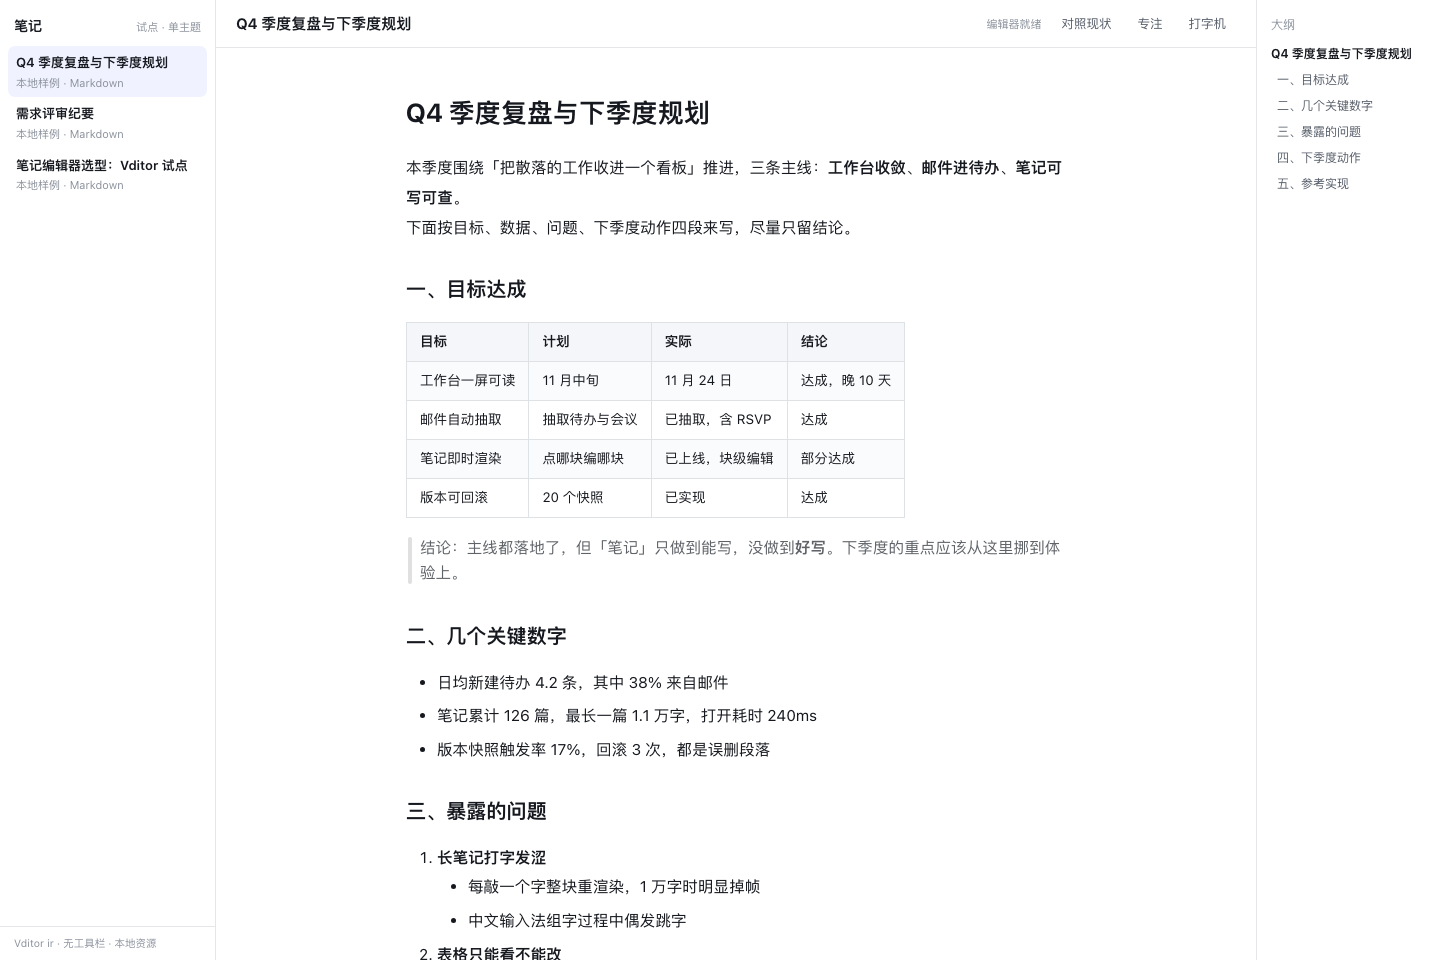 笔记
试点 · 单主题
Q4 季度复盘与下季度规划
本地样例 · Markdown
需求评审纪要
本地样例 · Markdown
笔记编辑器选型：Vditor 试点
本地样例 · Markdown
Vditor ir · 无工具栏 · 本地资源
Q4 季度复盘与下季度规划
编辑器就绪
对照现状
专注
打字机
Q4 季度复盘与下季度规划
本季度围绕「把散落的工作收进一个看板」推进，三条主线：工作台收敛、邮件进待办、笔记可
写可查。
下面按目标、数据、问题、下季度动作四段来写，尽量只留结论。
一、目标达成
目标 计划 实际 结论
工作台一屏可读 11 月中旬 11 月 24 日 达成，晚 10 天
邮件自动抽取 抽取待办与会议 已抽取，含 RSVP 达成
笔记即时渲染 点哪块编哪块 已上线，块级编辑 部分达成
版本可回滚 20 个快照 已实现 达成
结论：主线都落地了，但「笔记」只做到能写，没做到好写。下季度的重点应该从这里挪到体
验上。
二、几个关键数字
• 日均新建待办 4.2 条，其中 38% 来自邮件
• 笔记累计 126 篇，最长一篇 1.1 万字，打开耗时 240ms
• 版本快照触发率 17%，回滚 3 次，都是误删段落
三、暴露的问题
1. 长笔记打字发涩
• 每敲一个字整块重渲染，1 万字时明显掉帧
• 中文输入法组字过程中偶发跳字
2. 表格只能看不能改
大纲
Q4 季度复盘与下季度规划
一、目标达成
二、几个关键数字
三、暴露的问题
四、下季度动作
五、参考实现